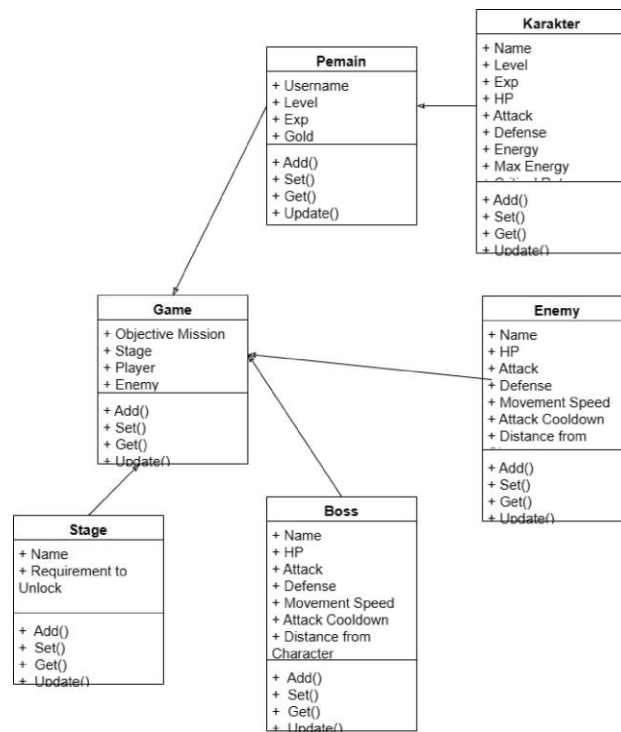 Karakter
+ Name
+ Level
+ Exp
+ HP
+ Attack
+ Defense
+ Energy
+ Max Energy
+ Add()
+ Set()
+ Get()
+ Update()
Pemain
+ Username
+ Level
+ Exp
+ Gold
+ Add()
+ Set()
+ Get()
+ Update()
Game
+ Objective Mission
+ Stage
+ Player
+ Enemy
+ Add()
+ Set()
+ Get()
+ Update()
Enemy
+ Name
+ HP
+ Attack
+ Defense
+ Movement Speed
+ Attack Cooldown
+ Distance from
+ Add()
+ Set()
+ Get()
+ Update()
Stage
+ Name
+ Requirement to
Unlock
+ Add()
+ Set()
+ Get()
+ Update()
Boss
+ Name
+ HP
+ Attack
+ Defense
+ Movement Speed
+ Attack Cooldown
+ Distance from
Character
+ Add()
+ Set()
+ Get()
+ Update()